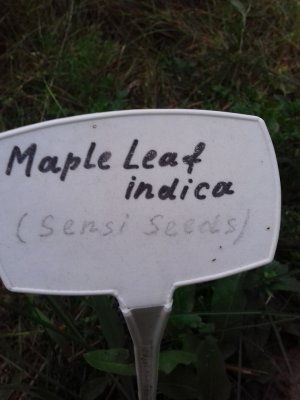 Maple Leaf
indica
(Sensi Seeds)